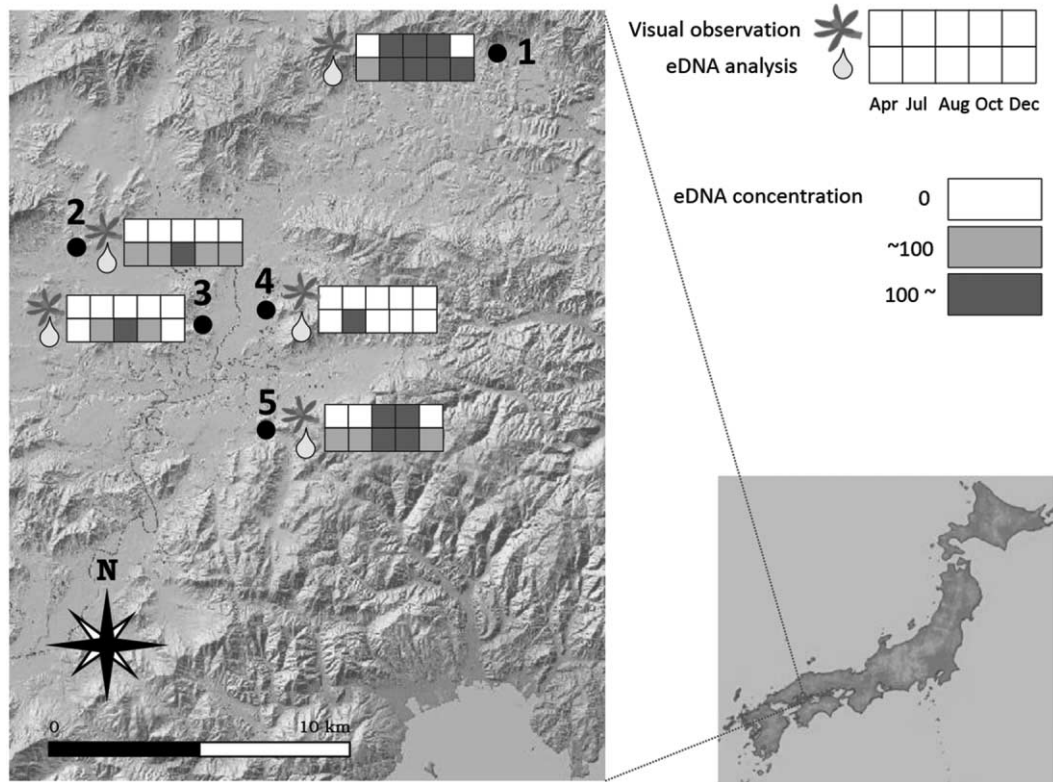 1
2
3
4
5
N
0 10 km
Visual observation
eDNA analysis
Apr Jul Aug Oct Dec
eDNA concentration 0
~100
100 ~